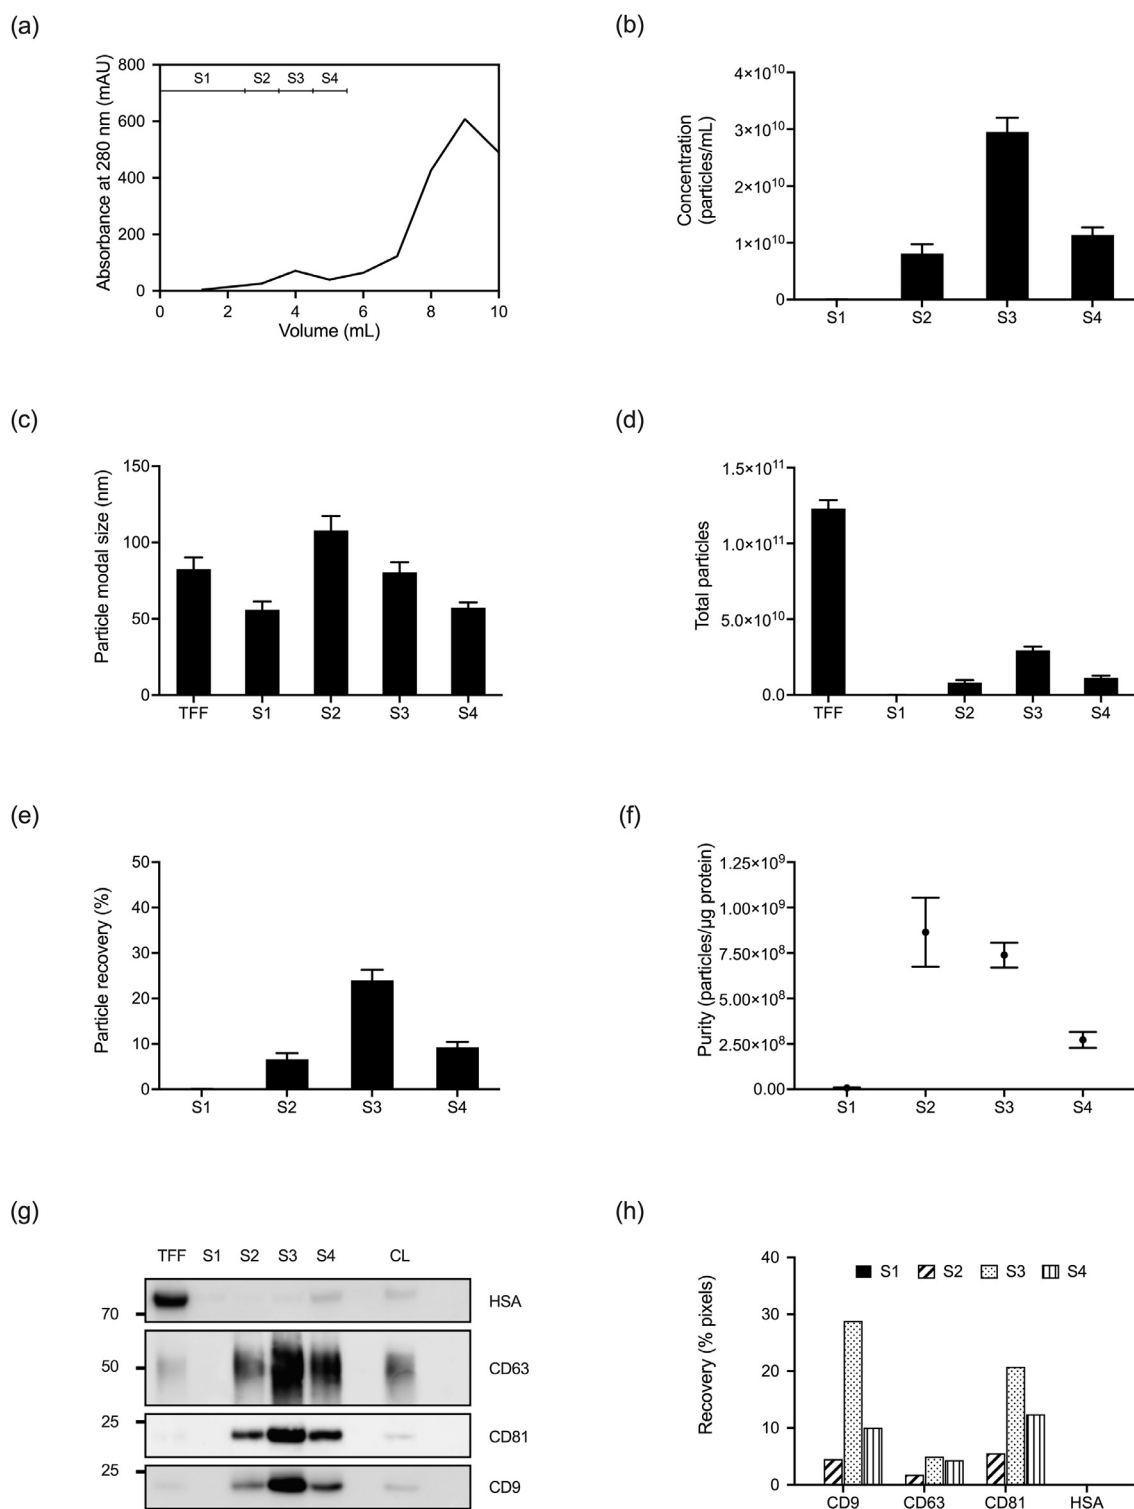 (a)
Absorbance at 280 nm (mAU)
800
600
400
200
0
S1 S2 S3 S4
0 2 4 6 8 10
Volume (mL)
(b)
Concentration
(particles/mL)
4×10¹⁰
3×10¹⁰
2×10¹⁰
1×10¹⁰
0
S1 S2 S3 S4
(c)
Particle modal size (nm)
150
100
50
0
TFF S1 S2 S3 S4
(d)
Total particles
1.5×10¹¹
1.0×10¹¹
5.0×10¹⁰
0.0
TFF S1 S2 S3 S4
(e)
Particle recovery (%)
50
40
30
20
10
0
S1 S2 S3 S4
(f)
Purity (particles/µg protein)
1.25×10⁹
1.00×10⁹
7.50×10⁸
5.00×10⁸
2.50×10⁸
0.00
S1 S2 S3 S4
(g)
TFF S1 S2 S3 S4 CL
70 HSA
50 CD63
25 CD81
25 CD9
(h)
Recovery (% pixels)
40
30
20
10
0
S1 S2 S3 S4
CD9 CD63 CD81 HSA